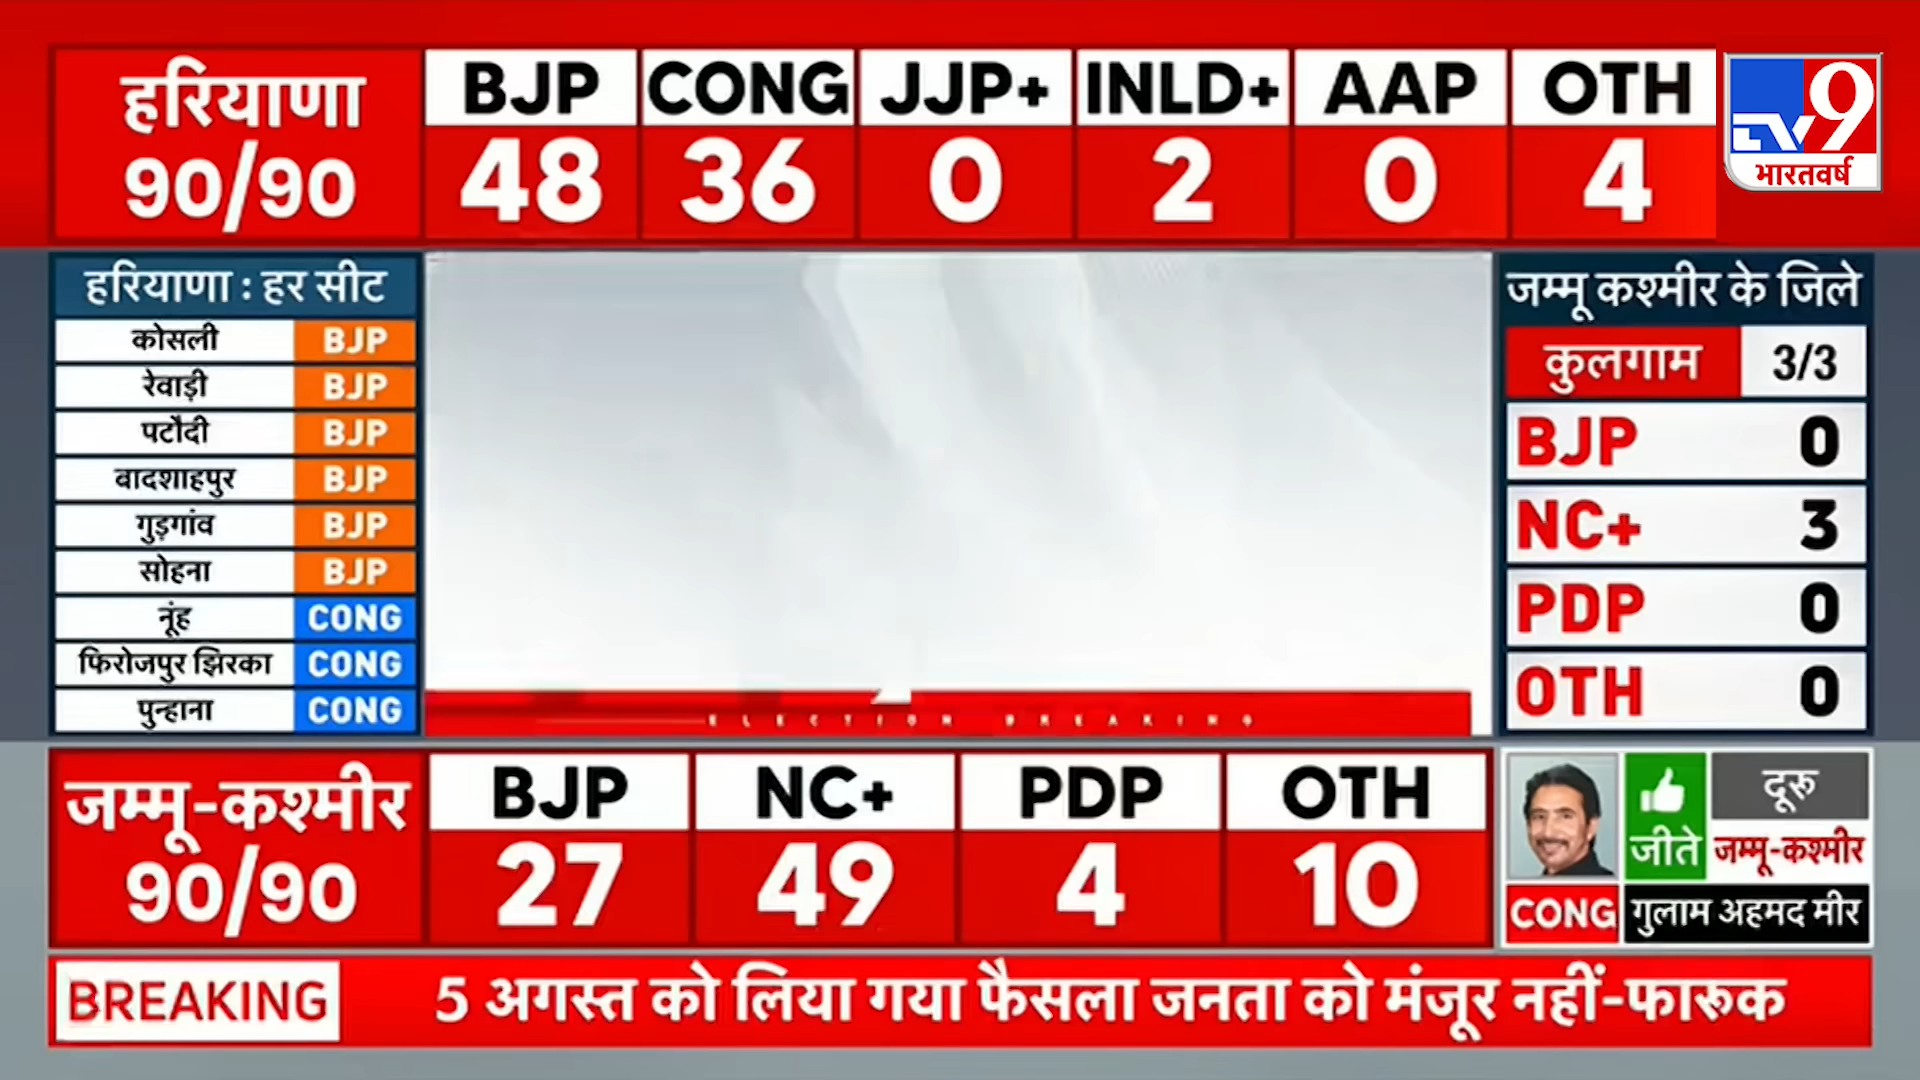 हरियाणा
90/90
BJP CONG JJP+ INLD+ AAP OTH
48 36 0 2 0 4
TV9
भारतवर्ष
हरियाणा : हर सीट
कोसली BJP
रेवाड़ी BJP
पटौदी BJP
बादशाहपुर BJP
गुड़गांव BJP
सोहना BJP
नूंह CONG
फिरोजपुर झिरका CONG
पुन्हाना CONG
ELECTION BREAKING
जम्मू कश्मीर के जिले
कुलगाम 3/3
BJP 0
NC+ 3
PDP 0
OTH 0
जम्मू-कश्मीर
90/90
BJP NC+ PDP OTH
27 49 4 10
जीते
दूरू
जम्मू-कश्मीर
CONG गुलाम अहमद मीर
BREAKING 5 अगस्त को लिया गया फैसला जनता को मंजूर नहीं-फारूक